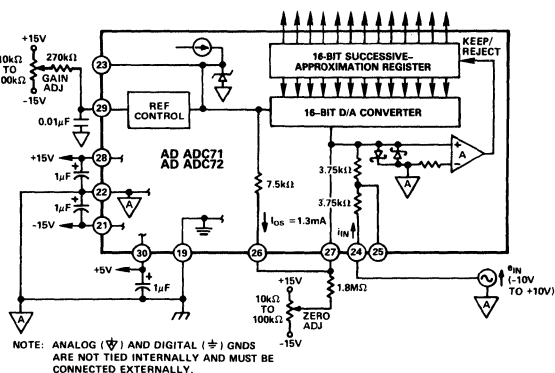 +15V
10kΩ
TO
100kΩ
-15V
270kΩ
GAIN
ADJ
0.01μF
23
29
REF
CONTROL
16-BIT SUCCESSIVE-
APPROXIMATION REGISTER
KEEP/
REJECT
16-BIT D/A CONVERTER
AD ADC71
AD ADC72
+15V
28
1μF
+
22
A
1μF
+
-15V
21
7.5kΩ
IOS = 1.3mA
3.75kΩ
3.75kΩ
iIN
+
-
A
A
30
19
26
27
24
25
+5V
+
1μF
A
+15V
10kΩ
TO
100kΩ
-15V
ZERO
ADJ
1.8MΩ
eIN
(-10V
TO +10V)
A
NOTE: ANALOG (A) AND DIGITAL (⏚) GNDS
ARE NOT TIED INTERNALLY AND MUST BE
CONNECTED EXTERNALLY.